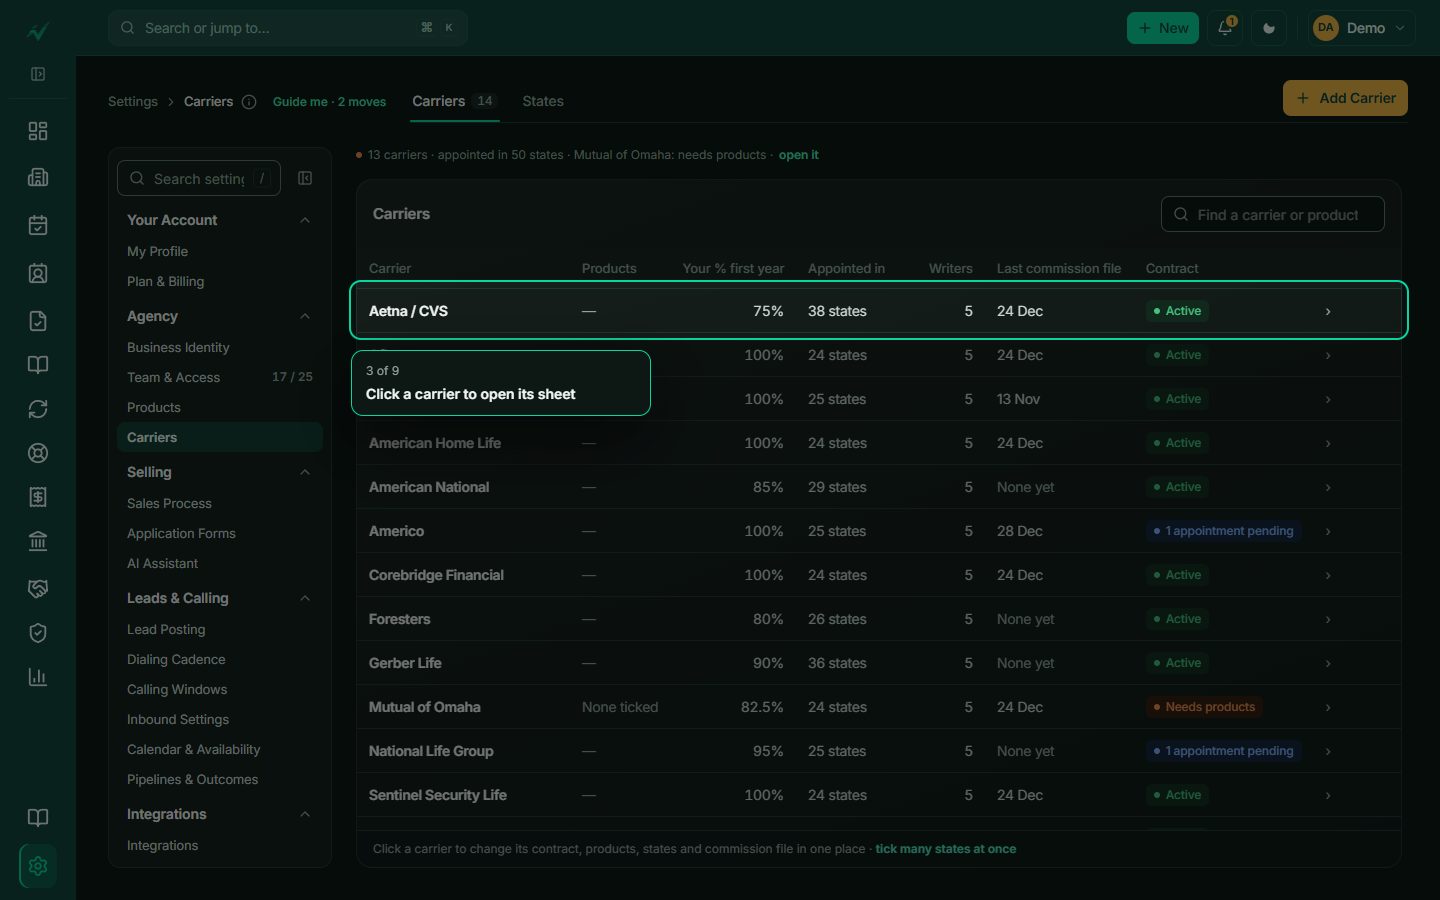 Search or jump to... ⌘ K
+ New
1
DA Demo
Settings > Carriers
Guide me · 2 moves
Carriers 14
States
+ Add Carrier
13 carriers · appointed in 50 states · Mutual of Omaha: needs products · open it
Search setting /
Your Account
My Profile
Plan & Billing
Agency
Business Identity
Team & Access 17 / 25
Products
Carriers
Selling
Sales Process
Application Forms
AI Assistant
Leads & Calling
Lead Posting
Dialing Cadence
Calling Windows
Inbound Settings
Calendar & Availability
Pipelines & Outcomes
Integrations
Integrations
Carriers
Find a carrier or product
Carrier Products Your % first year Appointed in Writers Last commission file Contract
Aetna / CVS — 75% 38 states 5 24 Dec Active ›
100% 24 states 5 24 Dec Active ›
3 of 9
Click a carrier to open its sheet
100% 25 states 5 13 Nov Active ›
American Home Life — 100% 24 states 5 24 Dec Active ›
American National — 85% 29 states 5 None yet Active ›
Americo — 100% 25 states 5 28 Dec 1 appointment pending ›
Corebridge Financial — 100% 24 states 5 24 Dec Active ›
Foresters — 80% 26 states 5 None yet Active ›
Gerber Life — 90% 36 states 5 None yet Active ›
Mutual of Omaha None ticked 82.5% 24 states 5 24 Dec Needs products ›
National Life Group — 95% 25 states 5 None yet 1 appointment pending ›
Sentinel Security Life — 100% 24 states 5 24 Dec Active ›
Click a carrier to change its contract, products, states and commission file in one place · tick many states at once